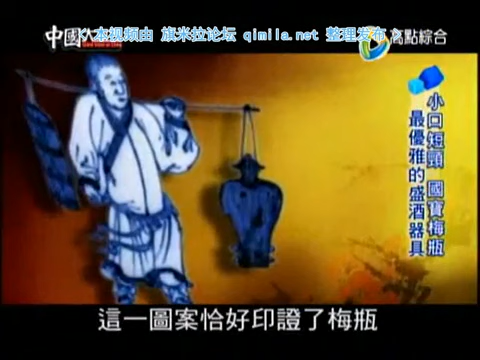 中國
本视频由 旗米拉论坛 qimila.net 整理发布
高點綜合
小口短頸 國寶梅瓶
最優雅的盛酒器具
這一圖案恰好印證了梅瓶